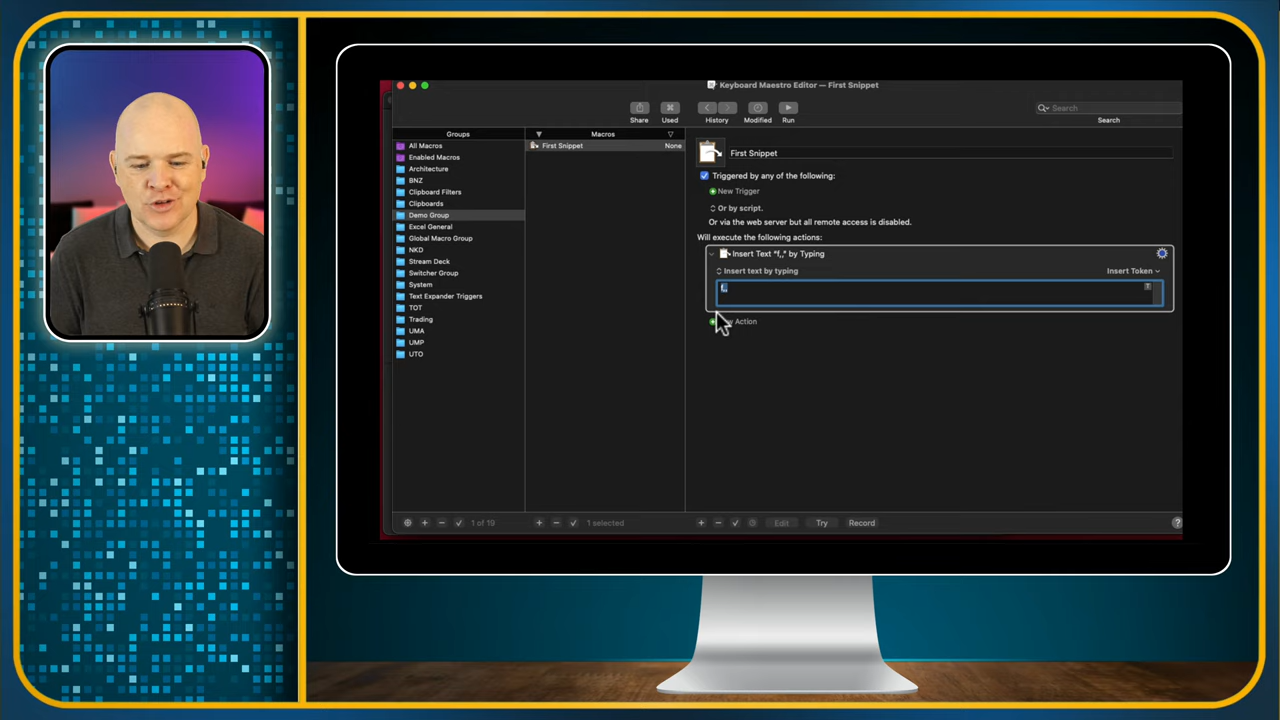 Keyboard Maestro Editor — First Snippet
Share
Used
History
Modified
Run
Search
Search
Groups
All Macros
Enabled Macros
Architecture
BNZ
Clipboard Filters
Clipboards
Demo Group
Excel General
Global Macro Group
NKD
Stream Deck
Switcher Group
System
Text Expander Triggers
TOT
Trading
UMA
UMP
UTO
1 of 19
Macros
First Snippet None
1 selected
First Snippet
Triggered by any of the following:
New Trigger
Or by script.
Or via the web server but all remote access is disabled.
Will execute the following actions:
Insert Text “f,,” by Typing
Insert text by typing Insert Token
f,,
Action
Edit Try Record
?